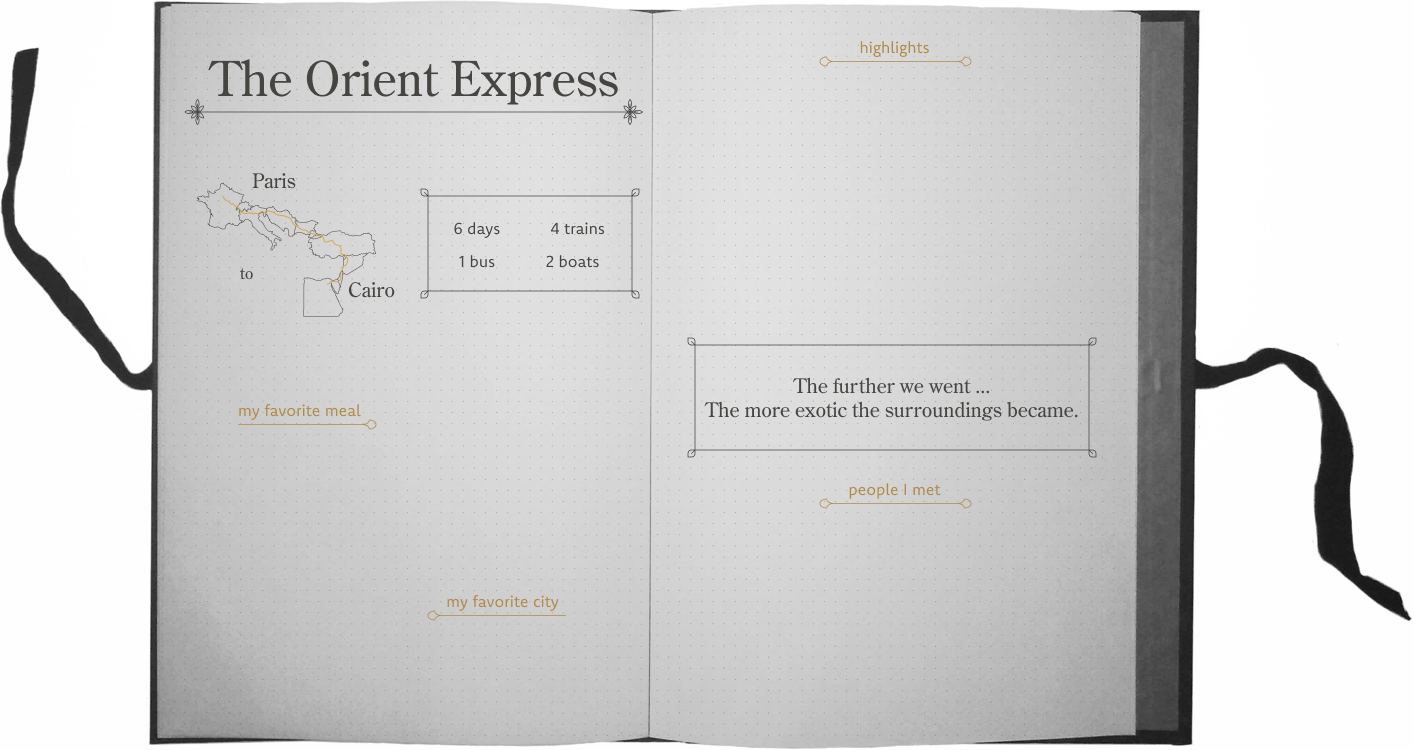 The Orient Express
Paris
to
Cairo
6 days
4 trains
1 bus
2 boats
my favorite meal
my favorite city
highlights
The further we went ...
The more exotic the surroundings became.
people I met